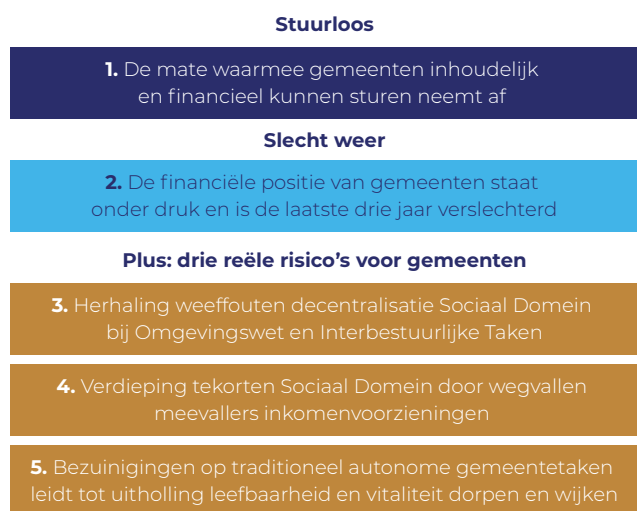 Stuurloos
1. De mate waarmee gemeenten inhoudelijk
en financieel kunnen sturen neemt af
Slecht weer
2. De financiële positie van gemeenten staat
onder druk en is de laatste drie jaar verslechterd
Plus: drie reële risico's voor gemeenten
3. Herhaling weeffouten decentralisatie Sociaal Domein
bij Omgevingswet en Interbestuurlijke Taken
4. Verdieping tekorten Sociaal Domein door wegvallen
meevallers inkomenvoorzieningen
5. Bezuinigingen op traditioneel autonome gemeentetaken
leidt tot uitholling leefbaarheid en vitaliteit dorpen en wijken